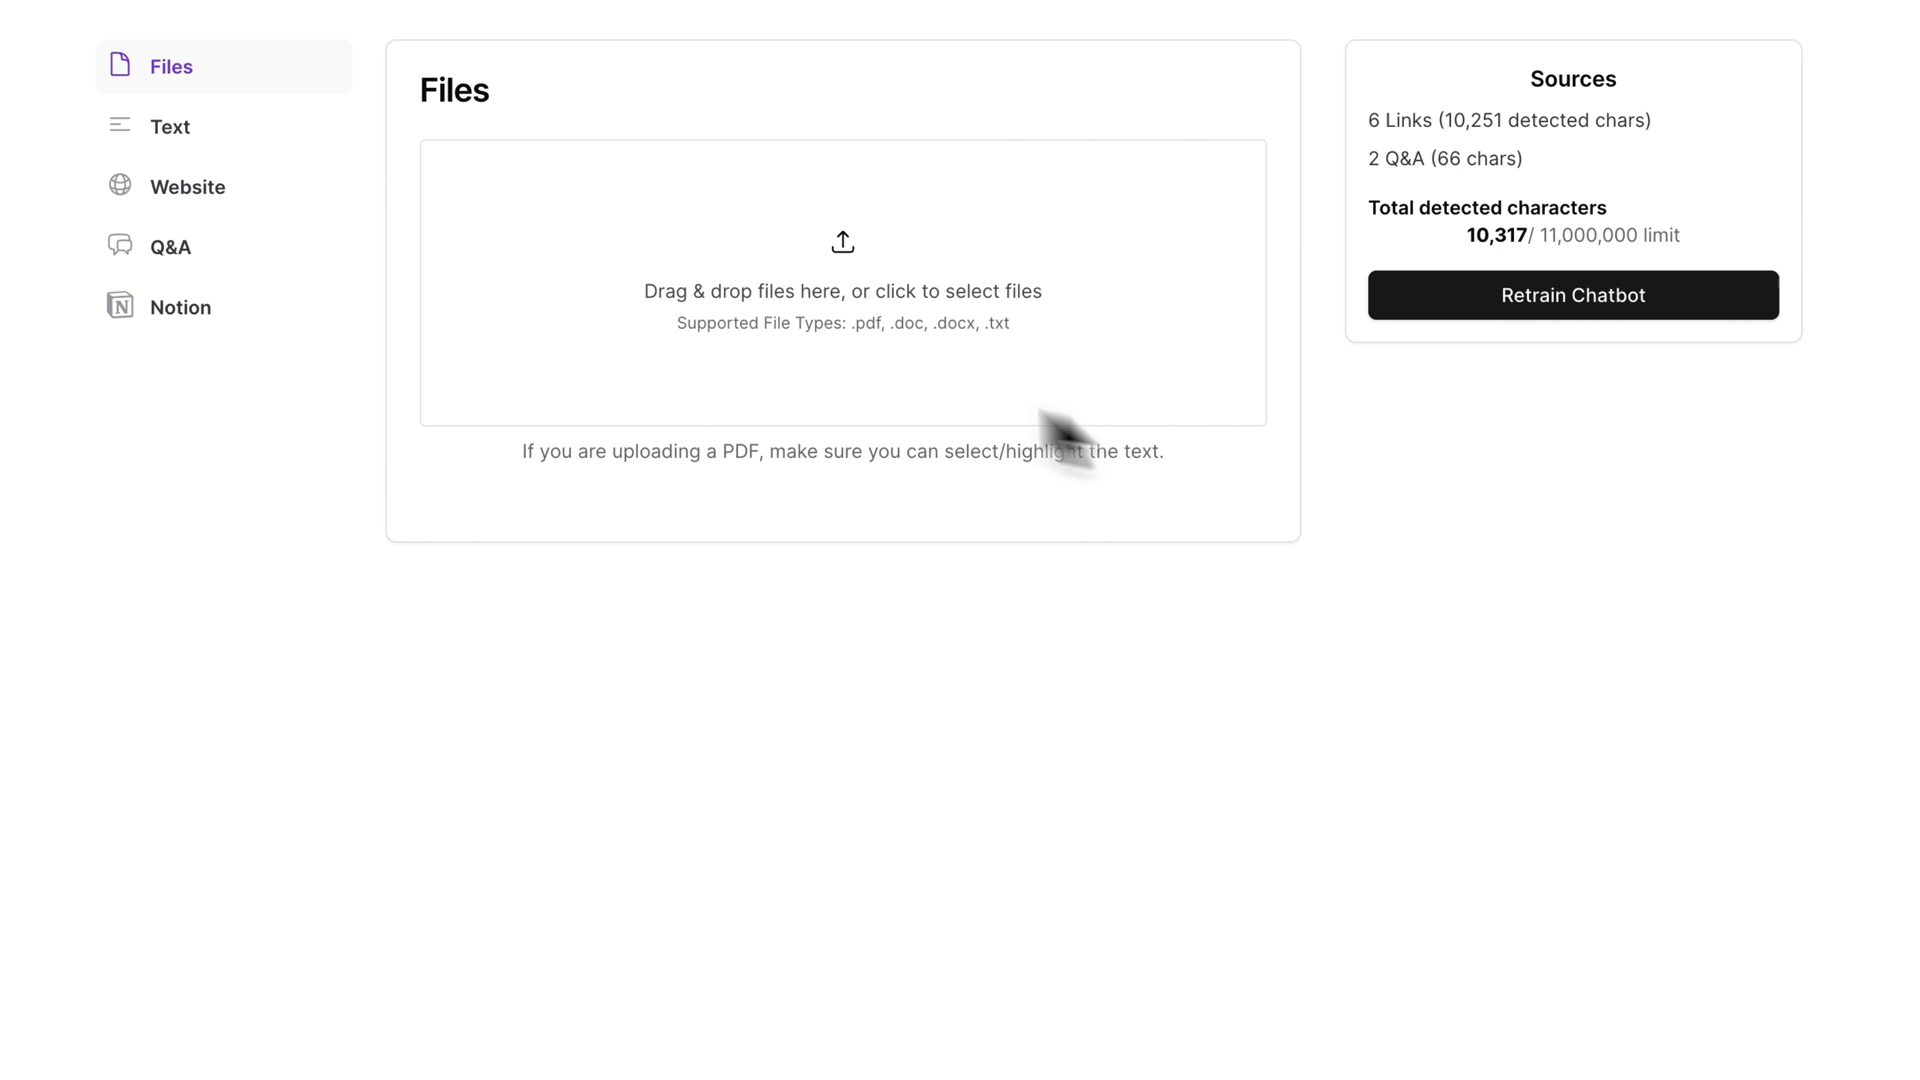 Files
Text
Website
Q&A
Notion
Files
Drag & drop files here, or click to select files
Supported File Types: .pdf, .doc, .docx, .txt
If you are uploading a PDF, make sure you can select/highlight the text.
Sources
6 Links (10,251 detected chars)
2 Q&A (66 chars)
Total detected characters
10,317/ 11,000,000 limit
Retrain Chatbot